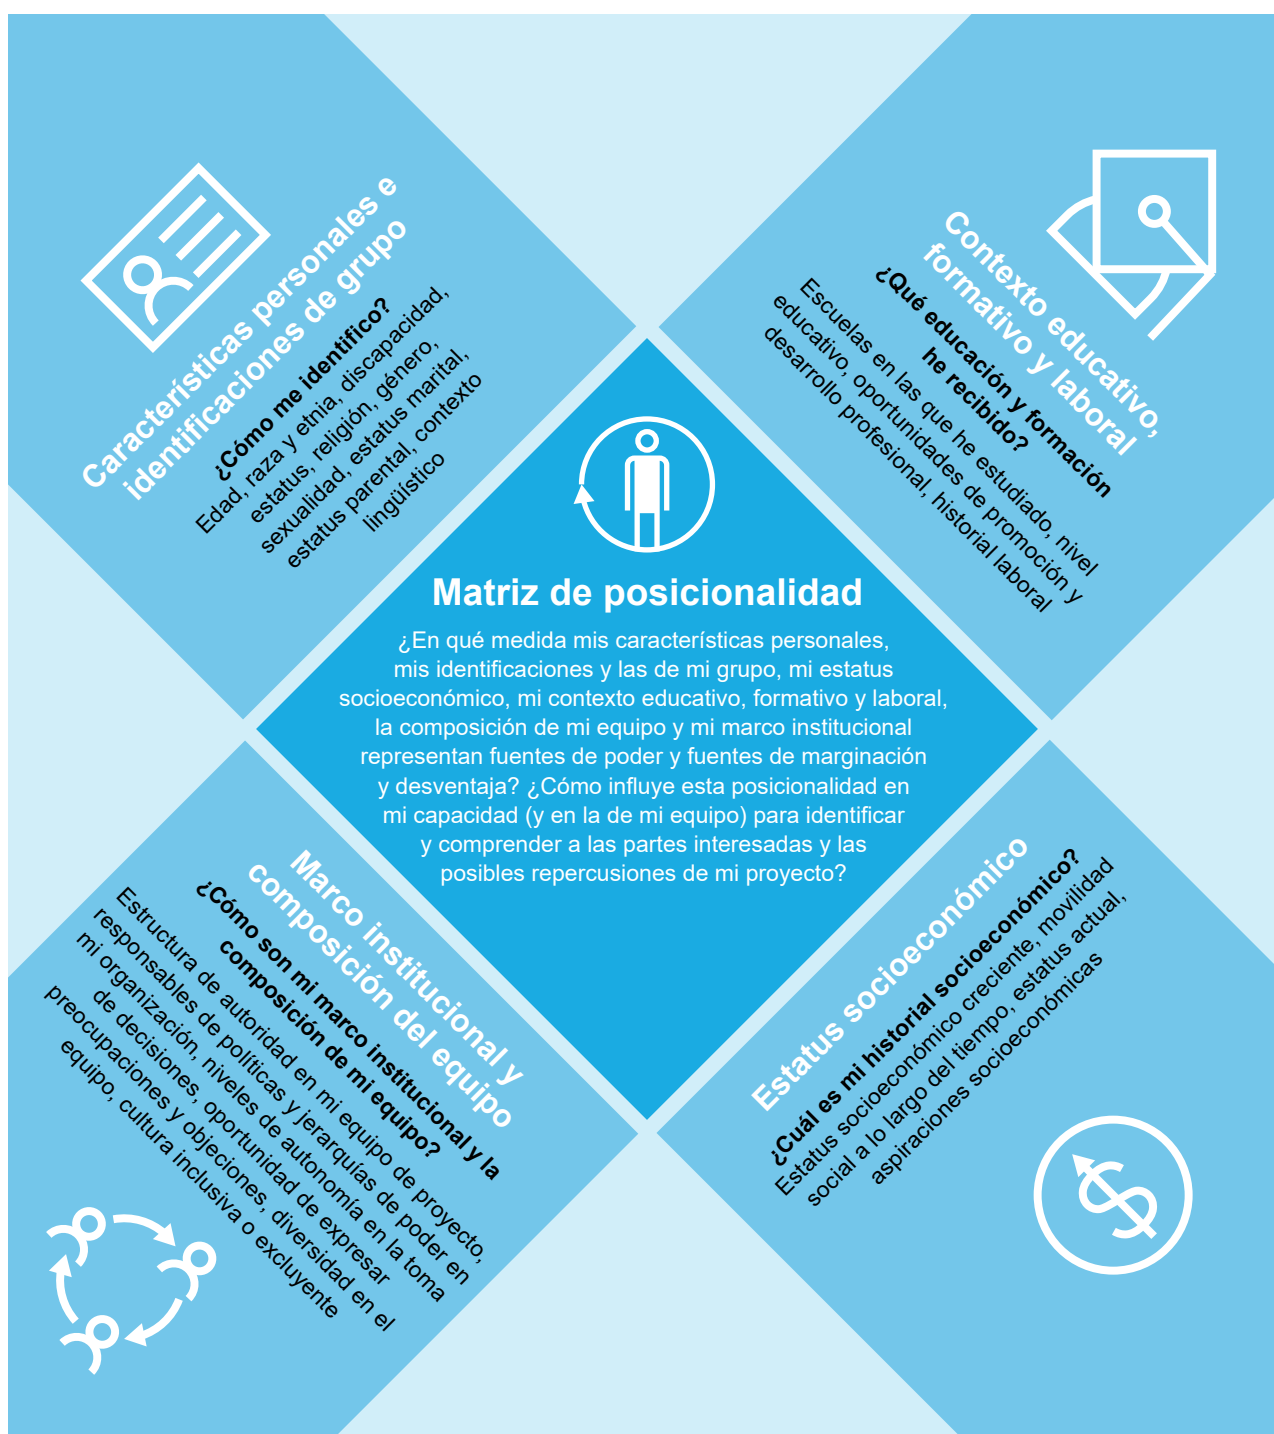 Características personales e
identificaciones de grupo
¿Cómo me identifico?
Edad, raza y etnia, discapacidad,
estatus, religión, género,
sexualidad, estatus marital,
estatus parental, contexto
lingüístico
Contexto educativo,
formativo y laboral
¿Qué educación y formación
he recibido?
Escuelas en las que he estudiado, nivel
educativo, oportunidades de promoción y
desarrollo profesional, historial laboral
Matriz de posicionalidad
¿En qué medida mis características personales,
mis identificaciones y las de mi grupo, mi estatus
socioeconómico, mi contexto educativo, formativo y laboral,
la composición de mi equipo y mi marco institucional
representan fuentes de poder y fuentes de marginación
y desventaja? ¿Cómo influye esta posicionalidad en
mi capacidad (y en la de mi equipo) para identificar
y comprender a las partes interesadas y las
posibles repercusiones de mi proyecto?
Marco institucional y
composición del equipo
¿Cómo son mi marco institucional y la
composición de mi equipo?
Estructura de autoridad en mi equipo de proyecto,
responsables de políticas y jerarquías de poder en
mi organización, niveles de autonomía en la toma
de decisiones, oportunidad de expresar
preocupaciones y objeciones, diversidad en el
equipo, cultura inclusiva o excluyente
Estatus socioeconómico
¿Cuál es mi historial socioeconómico?
Estatus socioeconómico creciente, movilidad
social a lo largo del tiempo, estatus actual,
aspiraciones socioeconómicas